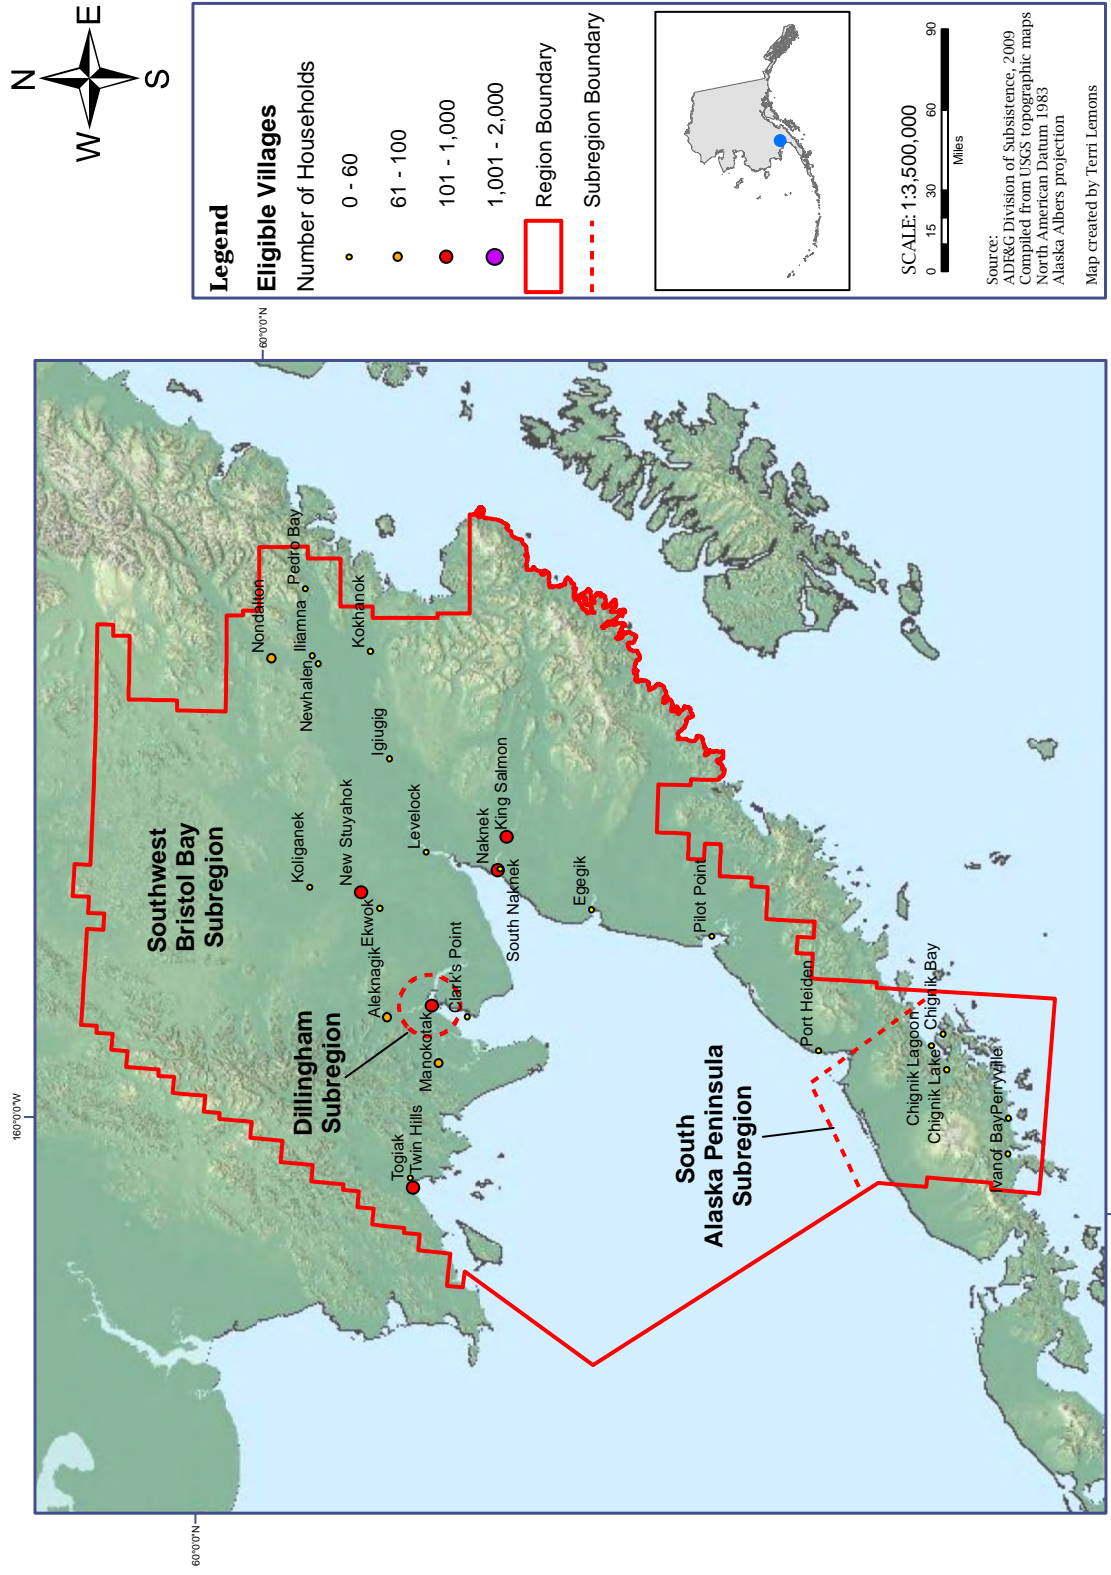 N
W
E
S
Legend
Eligible Villages
Number of Households
0 - 60
61 - 100
101 - 1,000
1,001 - 2,000
Region Boundary
Subregion Boundary
SCALE: 1:3,500,000
0
15
30
60
90
Miles
Source:
ADF&G Division of Subsistence, 2009
Compiled from USGS topographic maps
North American Datum 1983
Alaska Albers projection
Map created by Terri Lemons
160°0'0"W
60°0'0"N
60°0'0"N
Southwest
Bristol Bay
Subregion
Dillingham
Subregion
South
Alaska Peninsula
Subregion
Nondalton
Pedro Bay
Iliamna
Newhalen
Kokhanok
Igiugig
Koliganek
New Stuyahok
Ekwok
Levelock
Aleknagik
Clark's Point
Manokotak
Togiak
Twin Hills
Naknek
King Salmon
South Naknek
Egegik
Pilot Point
Port Heiden
Chignik Bay
Chignik Lagoon
Chignik Lake
Perryville
Ivanof Bay